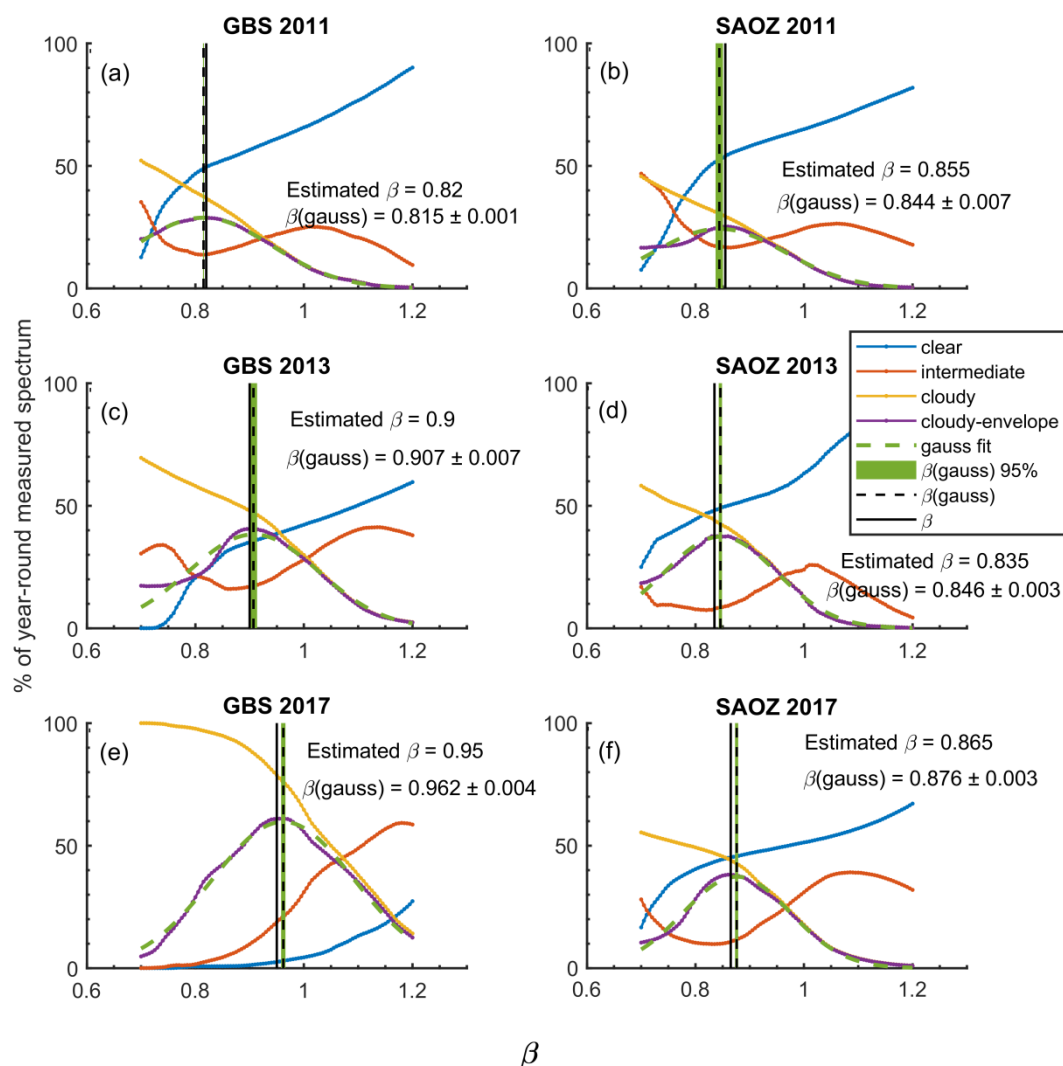 GBS 2011
SAOZ 2011
100
50
0
0.6
0.8
1
1.2
(a)
Estimated β = 0.82
β(gauss) = 0.815 ± 0.001
100
50
0
0.6
0.8
1
1.2
(b)
Estimated β = 0.855
β(gauss) = 0.844 ± 0.007
% of year-round measured spectrum
GBS 2013
SAOZ 2013
100
50
0
0.6
0.8
1
1.2
(c)
Estimated β = 0.9
β(gauss) = 0.907 ± 0.007
100
50
0
0.6
0.8
1
1.2
(d)
clear
intermediate
cloudy
cloudy-envelope
gauss fit
β(gauss) 95%
β(gauss)
β
Estimated β = 0.835
β(gauss) = 0.846 ± 0.003
GBS 2017
SAOZ 2017
100
50
0
0.6
0.8
1
1.2
(e)
Estimated β = 0.95
β(gauss) = 0.962 ± 0.004
100
50
0
0.6
0.8
1
1.2
(f)
Estimated β = 0.865
β(gauss) = 0.876 ± 0.003
β